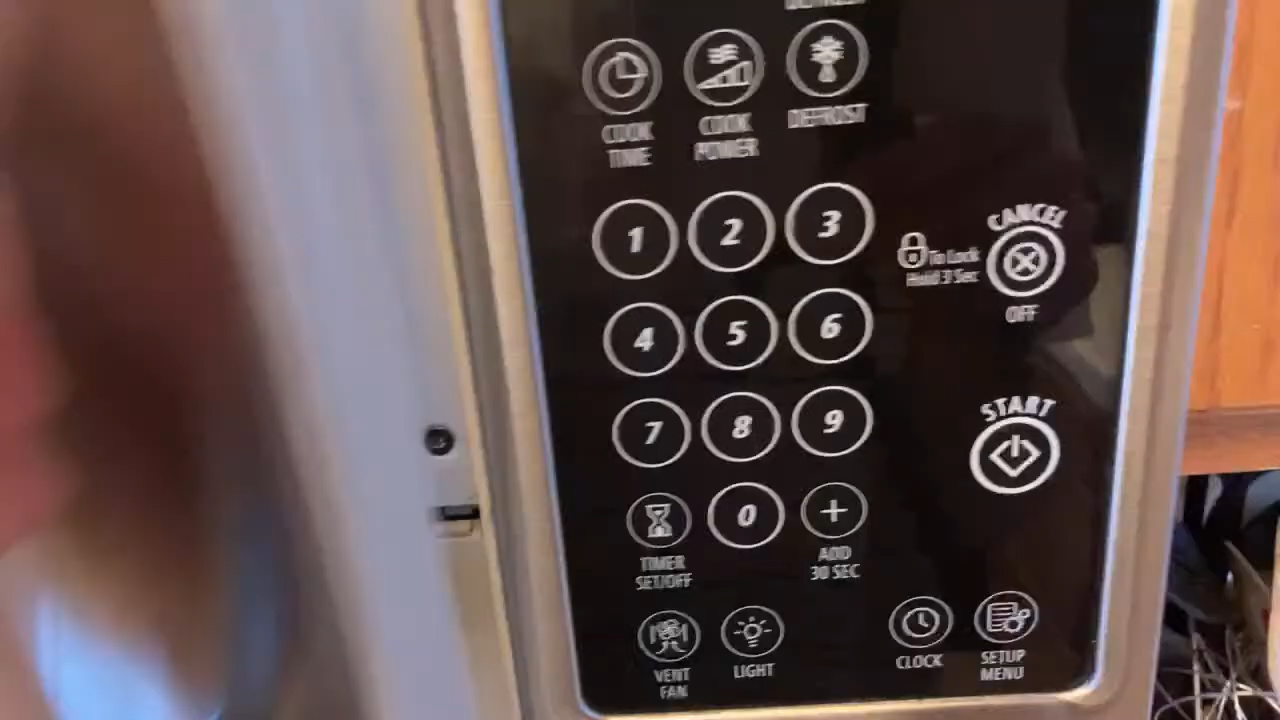 COOK
TIME
COOK
POWER
DEFROST
1
2
3
CANCEL
To Lock
Hold 3 Sec
OFF
4
5
6
7
8
9
START
0
+
TIMER
SET/OFF
ADD
30 SEC
VENT
FAN
LIGHT
CLOCK
SETUP
MENU